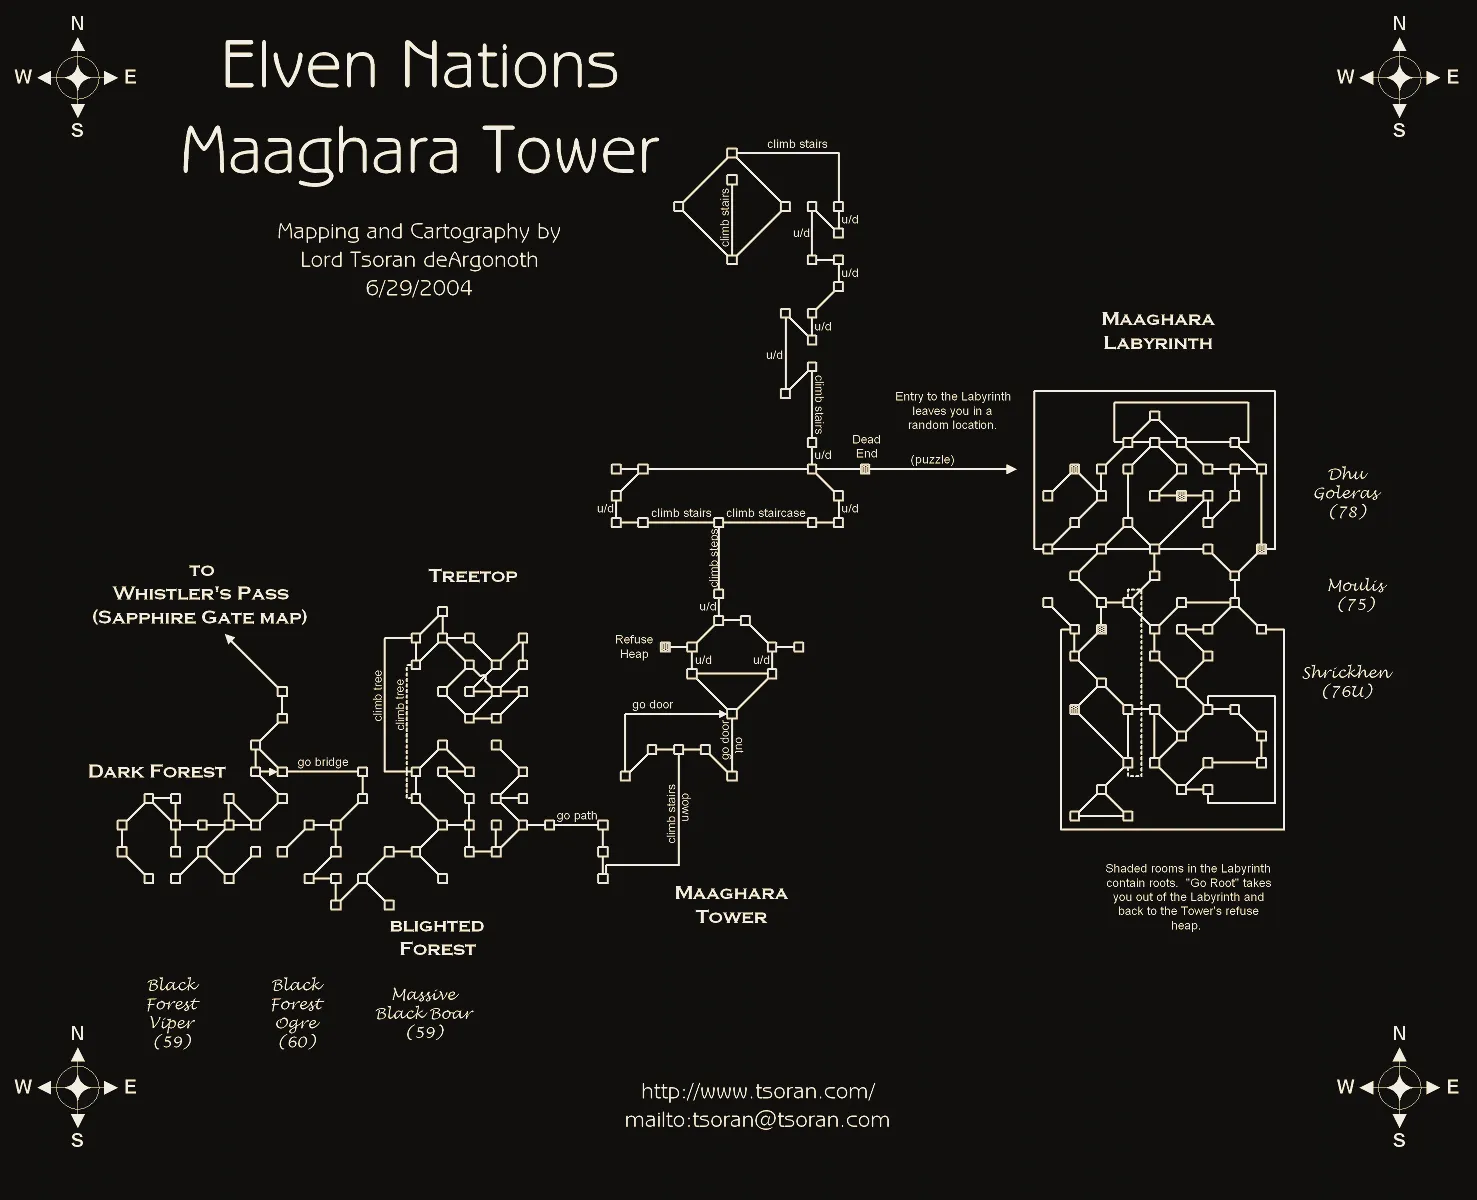 N
W E
S
N
W E
S
Elven Nations
Maaghara Tower
Mapping and Cartography by
Lord Tsoran deArgonoth
6/29/2004
climb stairs
climb stairs
u/d
u/d
u/d
u/d
u/d
climb stairs
u/d
Dead
End
(puzzle)
Entry to the Labyrinth
leaves you in a
random location.
Maaghara
Labyrinth
Dhu
Goleras
(78)
Moulis
(75)
Shrickhen
(76U)
Shaded rooms in the Labyrinth
contain roots. "Go Root" takes
you out of the Labyrinth and
back to the Tower's refuse
heap.
u/d
climb stairs
climb staircase
u/d
climb steps
u/d
Refuse
Heap
u/d
u/d
go door
go door
out
climb stairs
down
Maaghara
Tower
to
Whistler's Pass
(Sapphire Gate map)
Treetop
climb tree
climb tree
Dark Forest
go bridge
go path
blighted
Forest
Black
Forest
Viper
(59)
Black
Forest
Ogre
(60)
Massive
Black Boar
(59)
http://www.tsoran.com/
mailto:tsoran@tsoran.com
N
W E
S
N
W E
S